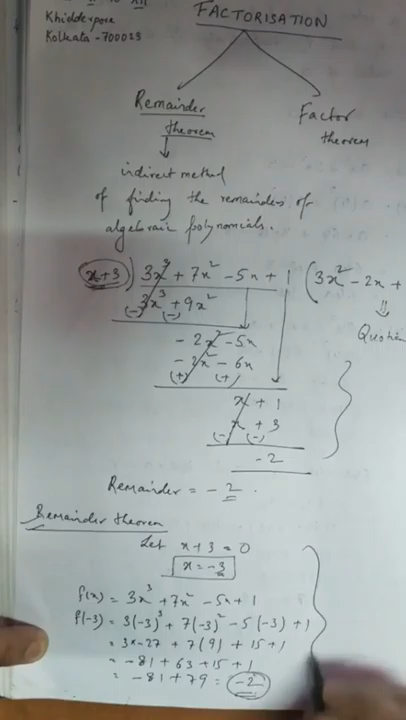 Khidderpore
Kolkata - 700023
FACTORISATION
Remainder theorem
Factor theorem
indirect method
of finding the remainders of
algebraic polynomials.
x+3 ) 3x³ + 7x² - 5x + 1 ( 3x² - 2x +
3x³ + 9x²
(-) (-)
Quotien
- 2x² - 5x
- 2x² - 6x
(+) (+)
x + 1
x + 3
(-) (-)
-2
Remainder = -2.
Remainder theorem
Let x+3 = 0
x = -3
f(x) = 3x³ + 7x² - 5x + 1
f(-3) = 3(-3)³ + 7(-3)² - 5(-3) + 1
= 3x-27 + 7(9) + 15 + 1
= -81 + 63 + 15 + 1
= -81 + 79 = -2